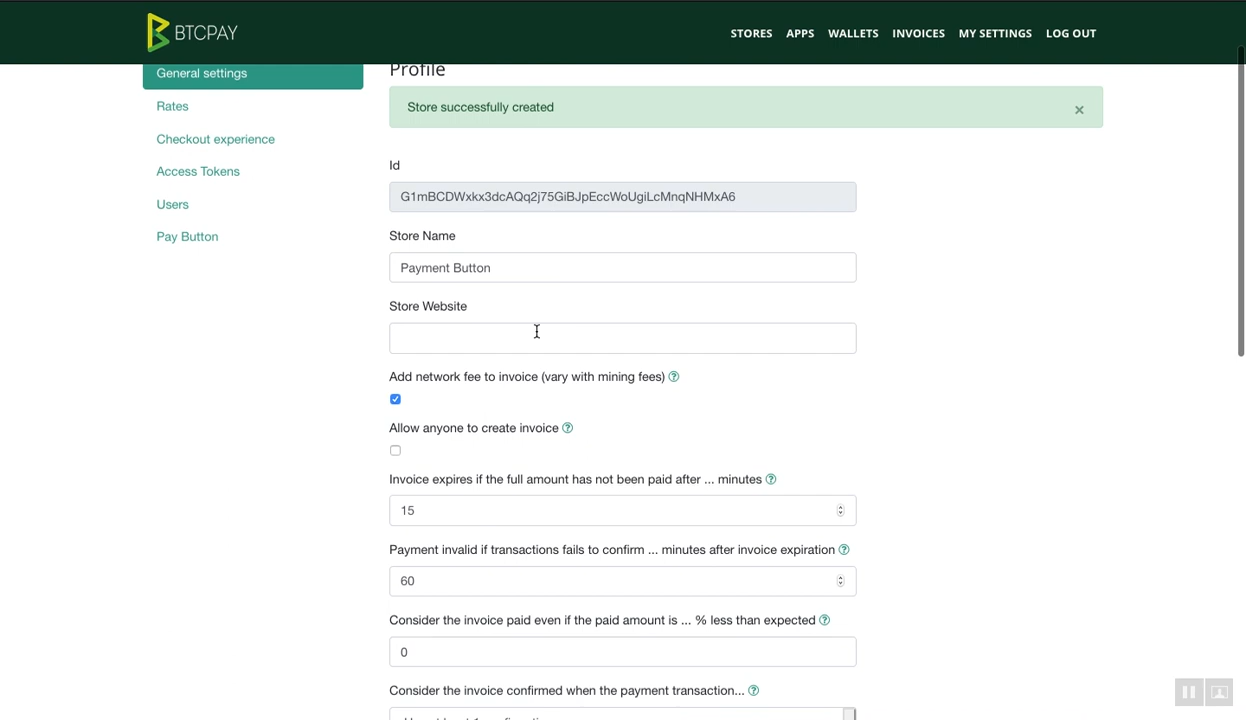 BTCPAY
STORES APPS WALLETS INVOICES MY SETTINGS LOG OUT
General settings
Rates
Checkout experience
Access Tokens
Users
Pay Button
Profile
Store successfully created ×
Id
G1mBCDWxkx3dcAQq2j75GiBJpEccWoUgiLcMnqNHMxA6
Store Name
Payment Button
Store Website
Add network fee to invoice (vary with mining fees) ?
Allow anyone to create invoice ?
Invoice expires if the full amount has not been paid after ... minutes ?
15
Payment invalid if transactions fails to confirm ... minutes after invoice expiration ?
60
Consider the invoice paid even if the paid amount is ... % less than expected ?
0
Consider the invoice confirmed when the payment transaction... ?